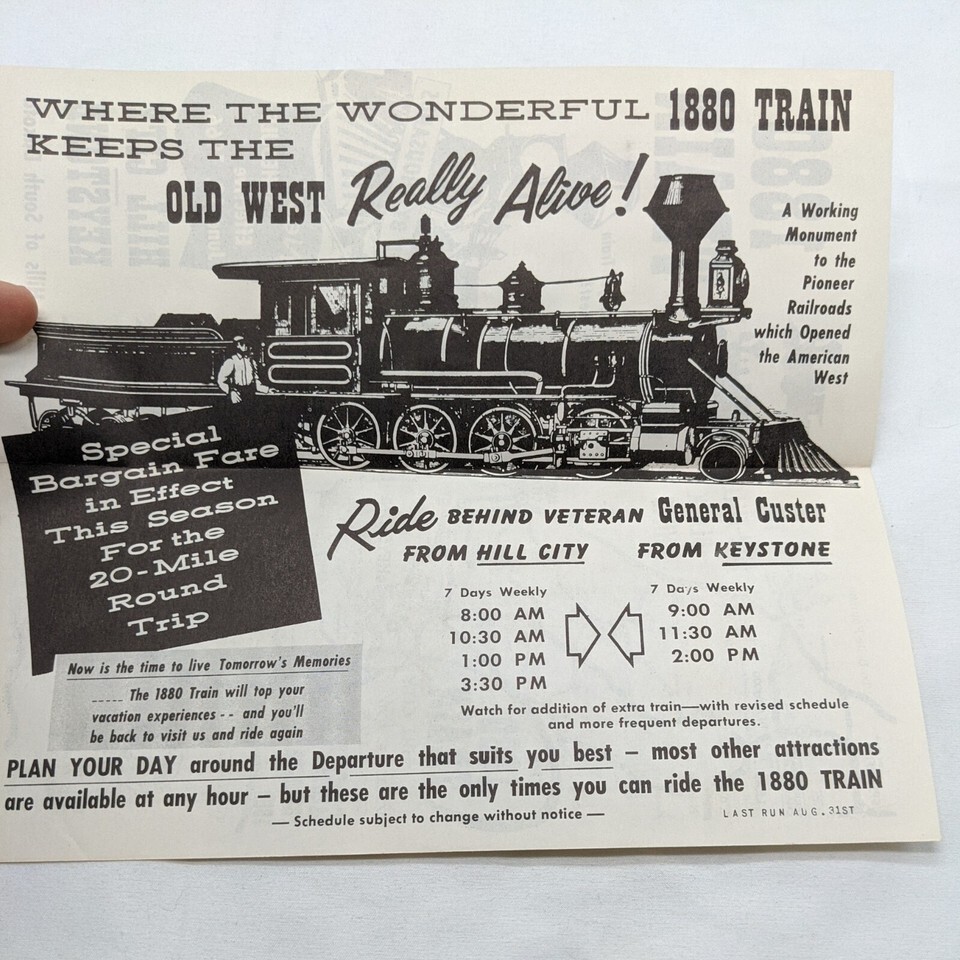 WHERE THE WONDERFUL 1880 TRAIN
KEEPS THE
OLD WEST Really Alive!
A Working
Monument
to the
Pioneer
Railroads
which Opened
the American
West
Special
Bargain Fare
in Effect
This Season
For the
20-Mile
Round
Trip
Ride BEHIND VETERAN General Custer
FROM HILL CITY
7 Days Weekly
8:00 AM
10:30 AM
1:00 PM
3:30 PM
FROM KEYSTONE
7 Days Weekly
9:00 AM
11:30 AM
2:00 PM
Watch for addition of extra train—with revised schedule
and more frequent departures.
Now is the time to live Tomorrow's Memories
_____ The 1880 Train will top your
vacation experiences -- and you'll
be back to visit us and ride again
PLAN YOUR DAY around the Departure that suits you best — most other attractions
are available at any hour — but these are the only times you can ride the 1880 TRAIN
— Schedule subject to change without notice —
LAST RUN AUG. 31ST